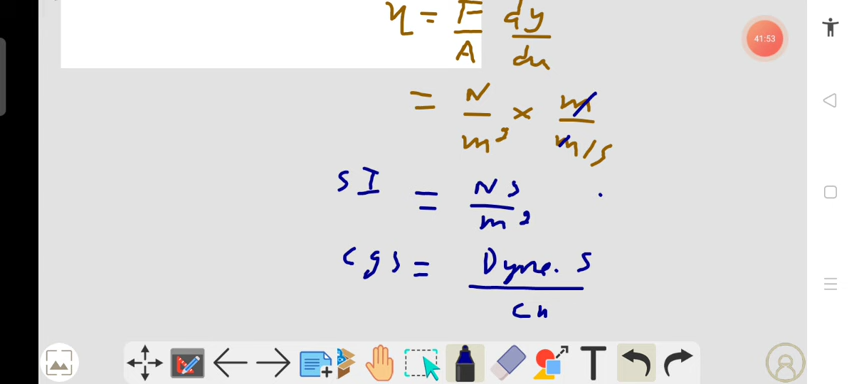 η = F/A dy/du
= N/m² × m/m/s
SI = Ns/m²
Cgs = Dyne. S/cm
41:53